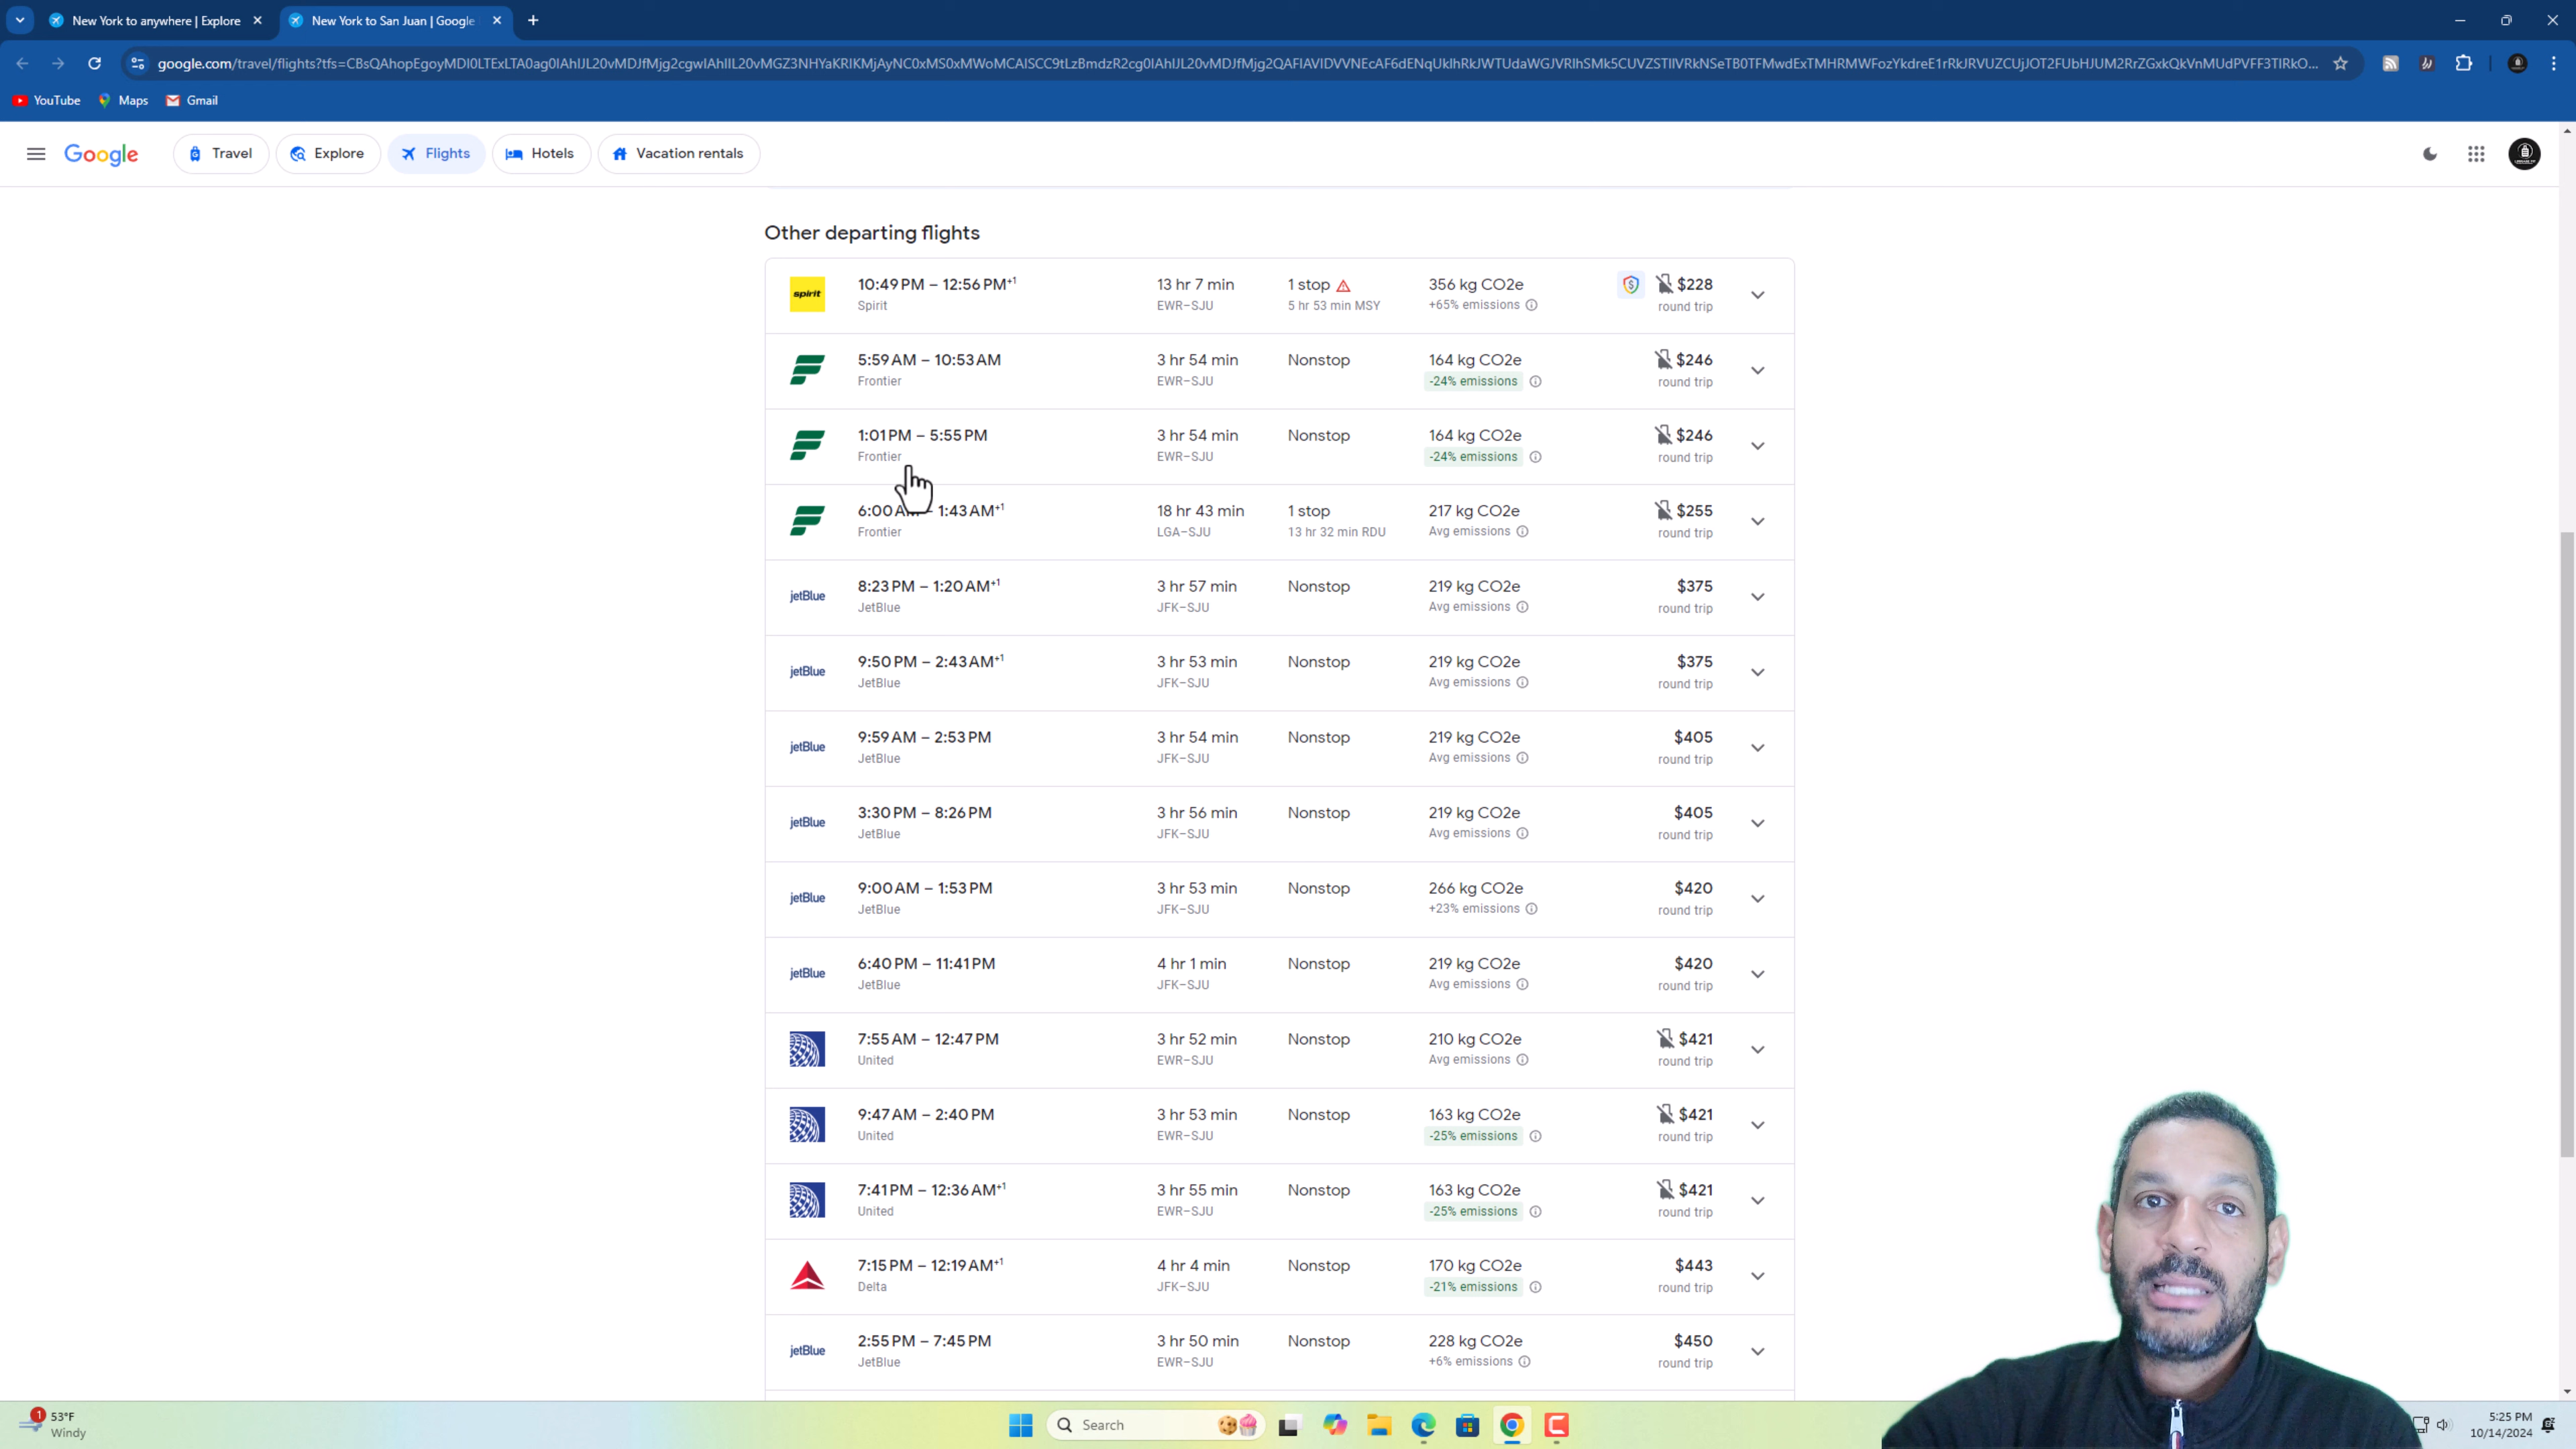 New York to anywhere | Explore
New York to San Juan | Google
YouTube
Maps
Gmail
Google
Travel
Explore
Flights
Hotels
Vacation rentals
Other departing flights
spirit
10:49 PM – 12:56 PM+1 13 hr 7 min 1 stop 356 kg CO2e $228
Spirit EWR–SJU 5 hr 53 min MSY +65% emissions round trip
5:59 AM – 10:53 AM 3 hr 54 min Nonstop 164 kg CO2e $246
Frontier EWR–SJU -24% emissions round trip
1:01 PM – 5:55 PM 3 hr 54 min Nonstop 164 kg CO2e $246
Frontier EWR–SJU -24% emissions round trip
6:00 AM – 1:43 AM+1 18 hr 43 min 1 stop 217 kg CO2e $255
Frontier LGA–SJU 13 hr 32 min RDU Avg emissions round trip
jetBlue
8:23 PM – 1:20 AM+1 3 hr 57 min Nonstop 219 kg CO2e $375
JetBlue JFK–SJU Avg emissions round trip
jetBlue
9:50 PM – 2:43 AM+1 3 hr 53 min Nonstop 219 kg CO2e $375
JetBlue JFK–SJU Avg emissions round trip
jetBlue
9:59 AM – 2:53 PM 3 hr 54 min Nonstop 219 kg CO2e $405
JetBlue JFK–SJU Avg emissions round trip
jetBlue
3:30 PM – 8:26 PM 3 hr 56 min Nonstop 219 kg CO2e $405
JetBlue JFK–SJU Avg emissions round trip
jetBlue
9:00 AM – 1:53 PM 3 hr 53 min Nonstop 266 kg CO2e $420
JetBlue JFK–SJU +23% emissions round trip
jetBlue
6:40 PM – 11:41 PM 4 hr 1 min Nonstop 219 kg CO2e $420
JetBlue JFK–SJU Avg emissions round trip
7:55 AM – 12:47 PM 3 hr 52 min Nonstop 210 kg CO2e $421
United EWR–SJU Avg emissions round trip
9:47 AM – 2:40 PM 3 hr 53 min Nonstop 163 kg CO2e $421
United EWR–SJU -25% emissions round trip
7:41 PM – 12:36 AM+1 3 hr 55 min Nonstop 163 kg CO2e $421
United EWR–SJU -25% emissions round trip
7:15 PM – 12:19 AM+1 4 hr 4 min Nonstop 170 kg CO2e $443
Delta JFK–SJU -21% emissions round trip
jetBlue
2:55 PM – 7:45 PM 3 hr 50 min Nonstop 228 kg CO2e $450
JetBlue EWR–SJU +6% emissions round trip
1
53°F
Windy
Search
5:25 PM
10/14/2024